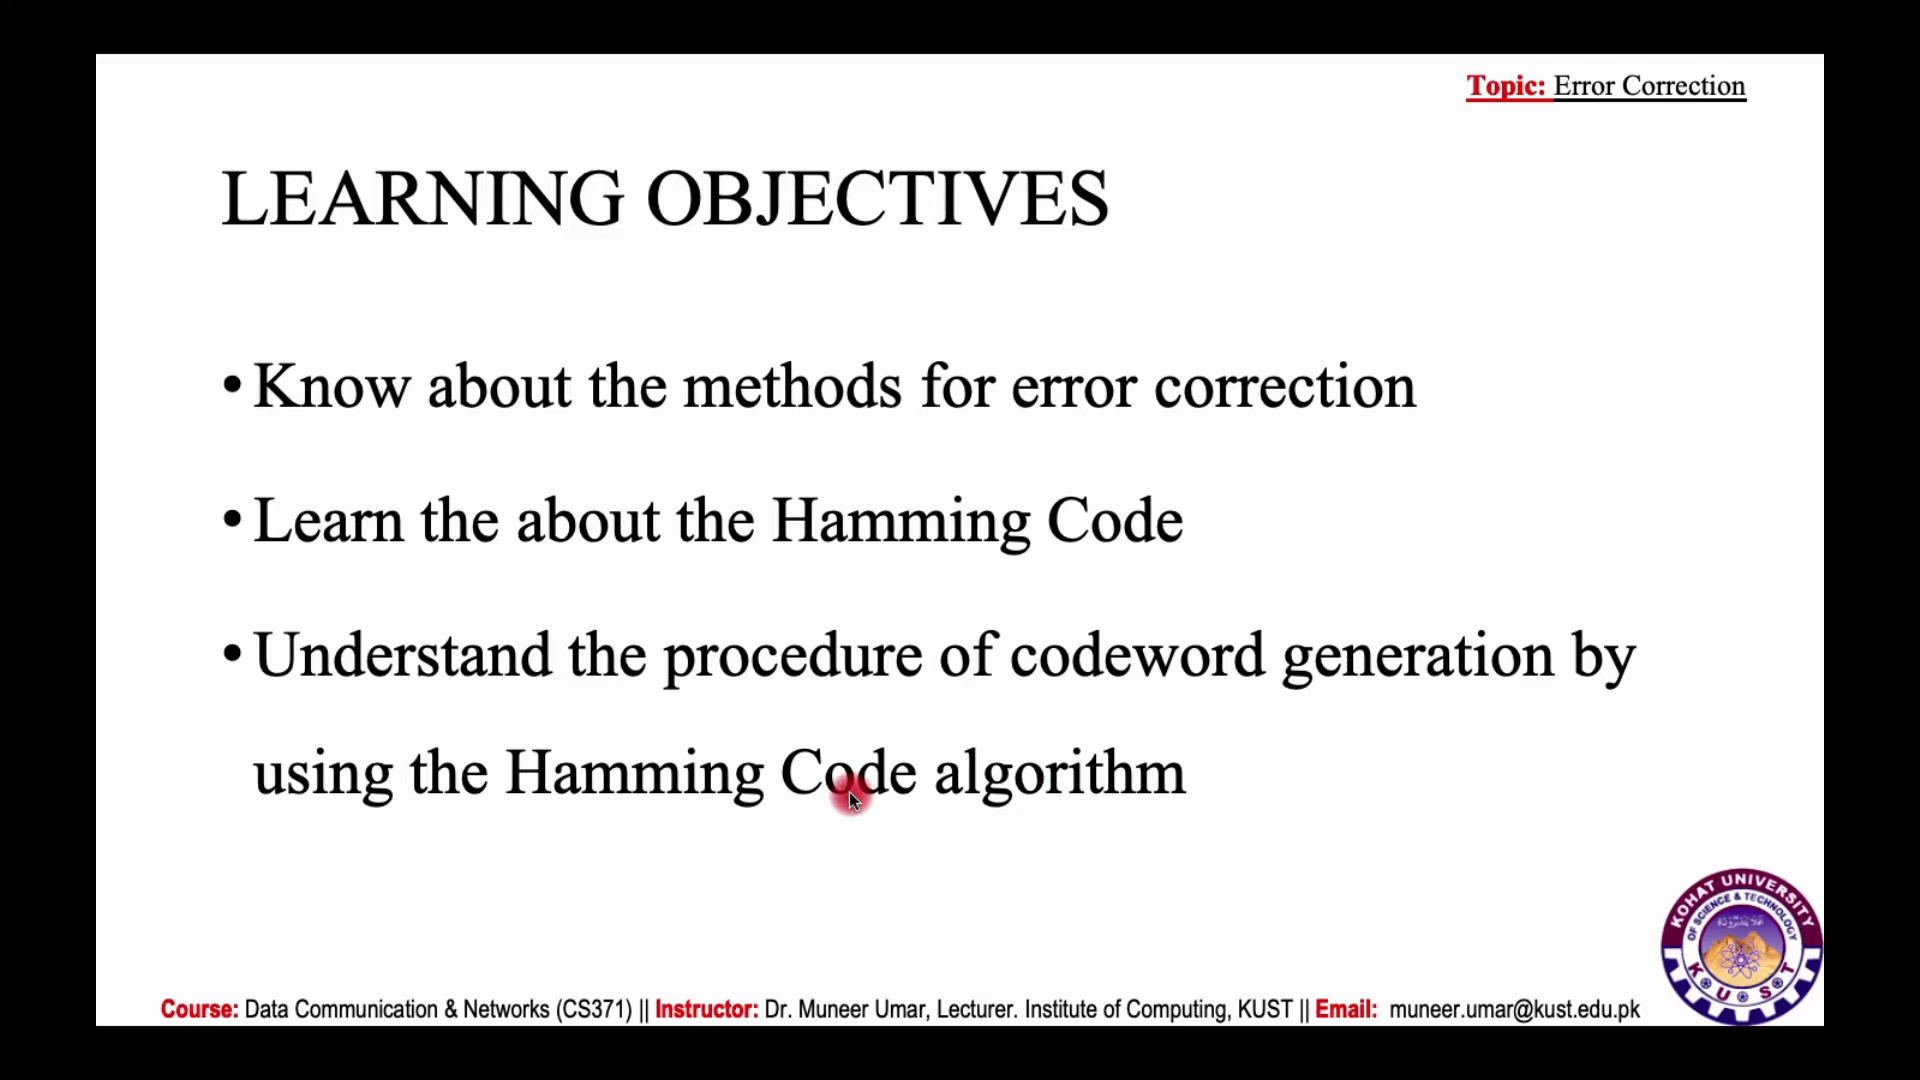 Topic: Error Correction
LEARNING OBJECTIVES
• Know about the methods for error correction
• Learn the about the Hamming Code
• Understand the procedure of codeword generation by
using the Hamming Code algorithm
KOHAT UNIVERSITY
OF SCIENCE & TECHNOLOGY
K U S T
Course: Data Communication & Networks (CS371) || Instructor: Dr. Muneer Umar, Lecturer. Institute of Computing, KUST || Email: muneer.umar@kust.edu.pk